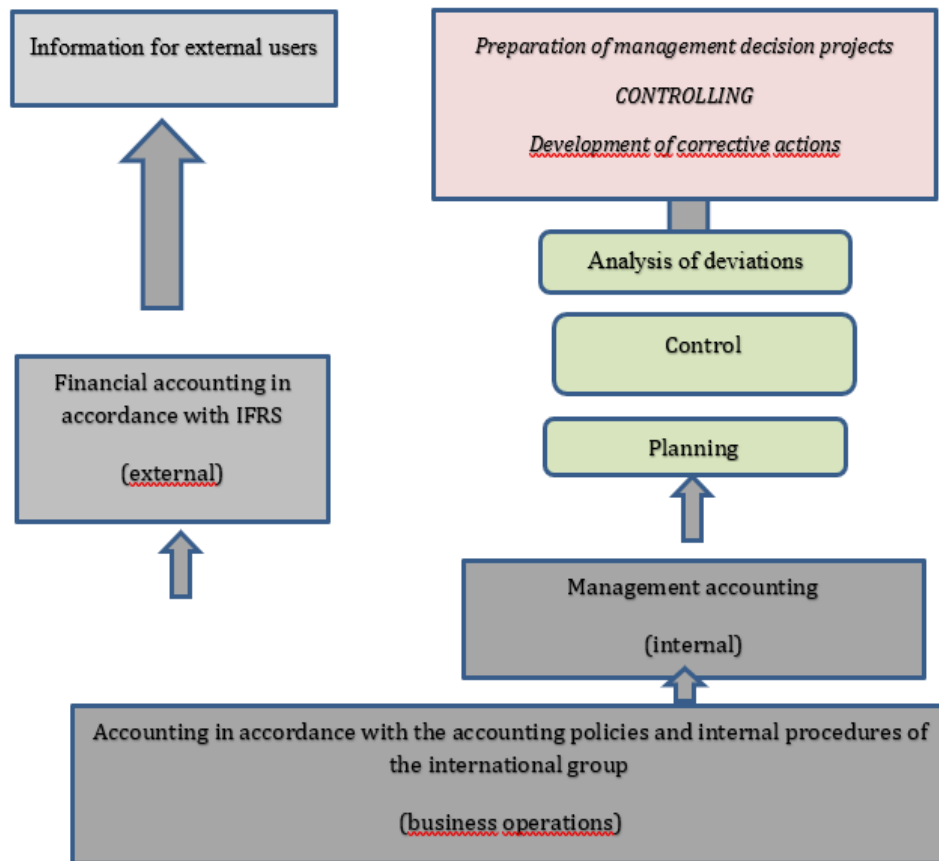 Information for external users
Preparation of management decision projects
CONTROLLING
Development of corrective actions
Analysis of deviations
Control
Financial accounting in
accordance with IFRS
(external)
Planning
Management accounting
(internal)
Accounting in accordance with the accounting policies and internal procedures of
the international group
(business operations)